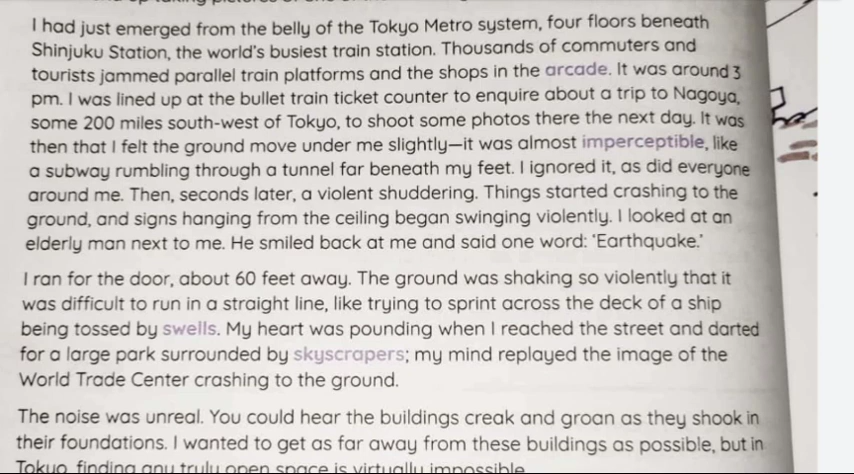 I had just emerged from the belly of the Tokyo Metro system, four floors beneath
Shinjuku Station, the world's busiest train station. Thousands of commuters and
tourists jammed parallel train platforms and the shops in the arcade. It was around 3
pm. I was lined up at the bullet train ticket counter to enquire about a trip to Nagoya,
some 200 miles south-west of Tokyo, to shoot some photos there the next day. It was
then that I felt the ground move under me slightly—it was almost imperceptible, like
a subway rumbling through a tunnel far beneath my feet. I ignored it, as did everyone
around me. Then, seconds later, a violent shuddering. Things started crashing to the
ground, and signs hanging from the ceiling began swinging violently. I looked at an
elderly man next to me. He smiled back at me and said one word: 'Earthquake.'
I ran for the door, about 60 feet away. The ground was shaking so violently that it
was difficult to run in a straight line, like trying to sprint across the deck of a ship
being tossed by swells. My heart was pounding when I reached the street and darted
for a large park surrounded by skyscrapers; my mind replayed the image of the
World Trade Center crashing to the ground.
The noise was unreal. You could hear the buildings creak and groan as they shook in
their foundations. I wanted to get as far away from these buildings as possible, but in
Tokyo, finding any truly open space is virtually impossible